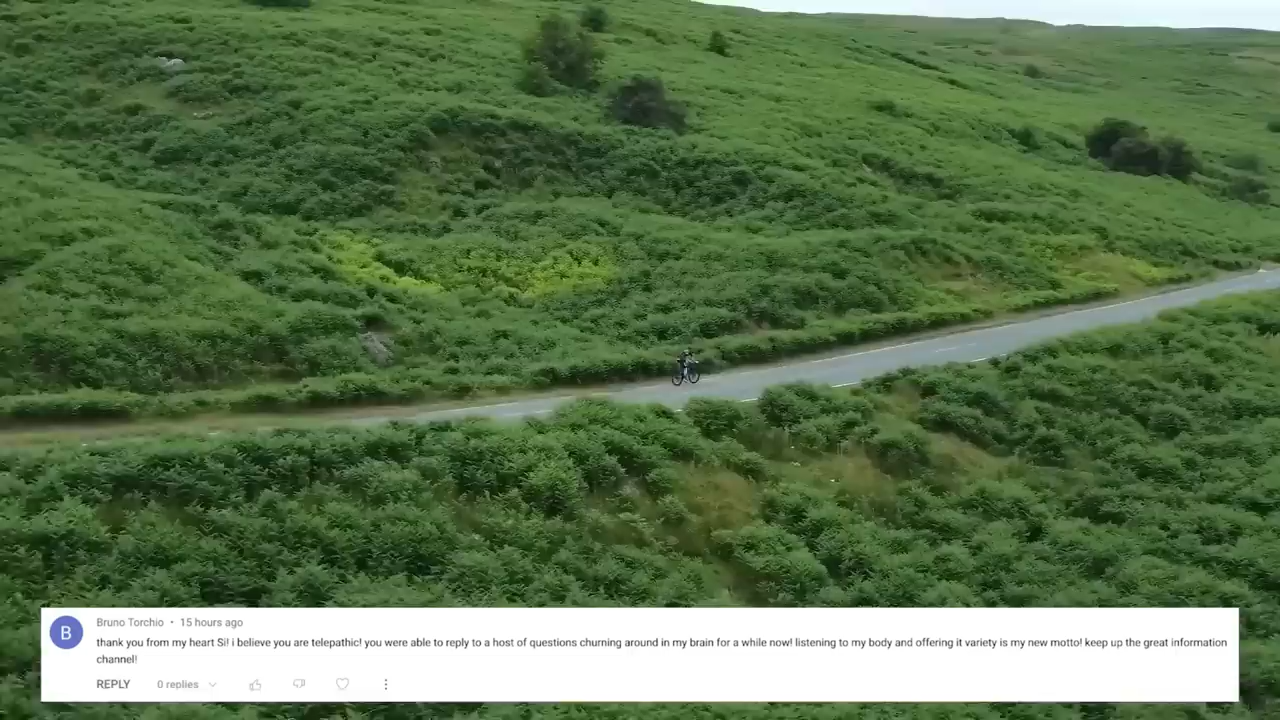 B
Bruno Torchio • 15 hours ago
thank you from my heart Si! i believe you are telepathic! you were able to reply to a host of questions churning around in my brain for a while now! listening to my body and offering it variety is my new motto! keep up the great information
channel!
REPLY 0 replies